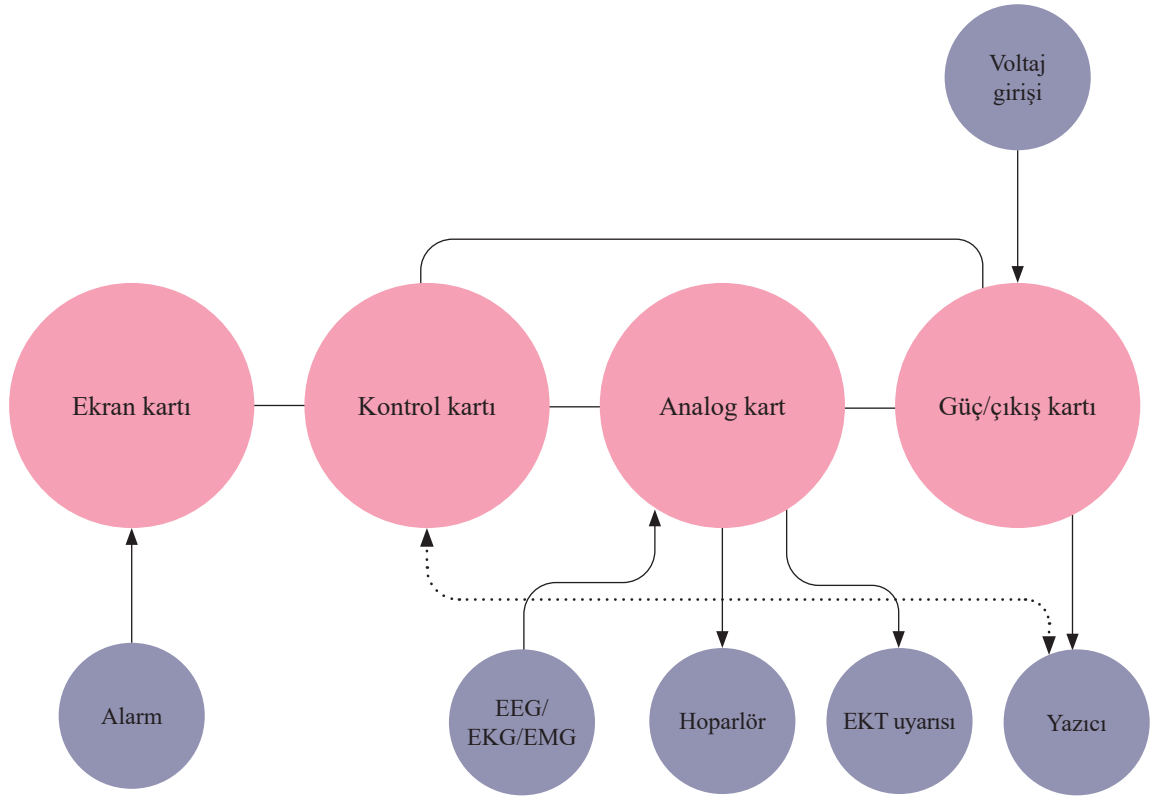 Voltaj
girişi
Ekran kartı
Kontrol kartı
Analog kart
Güç/çıkış kartı
Alarm
EEG/
EKG/EMG
Hoparlör
EKT uyarısı
Yazıcı